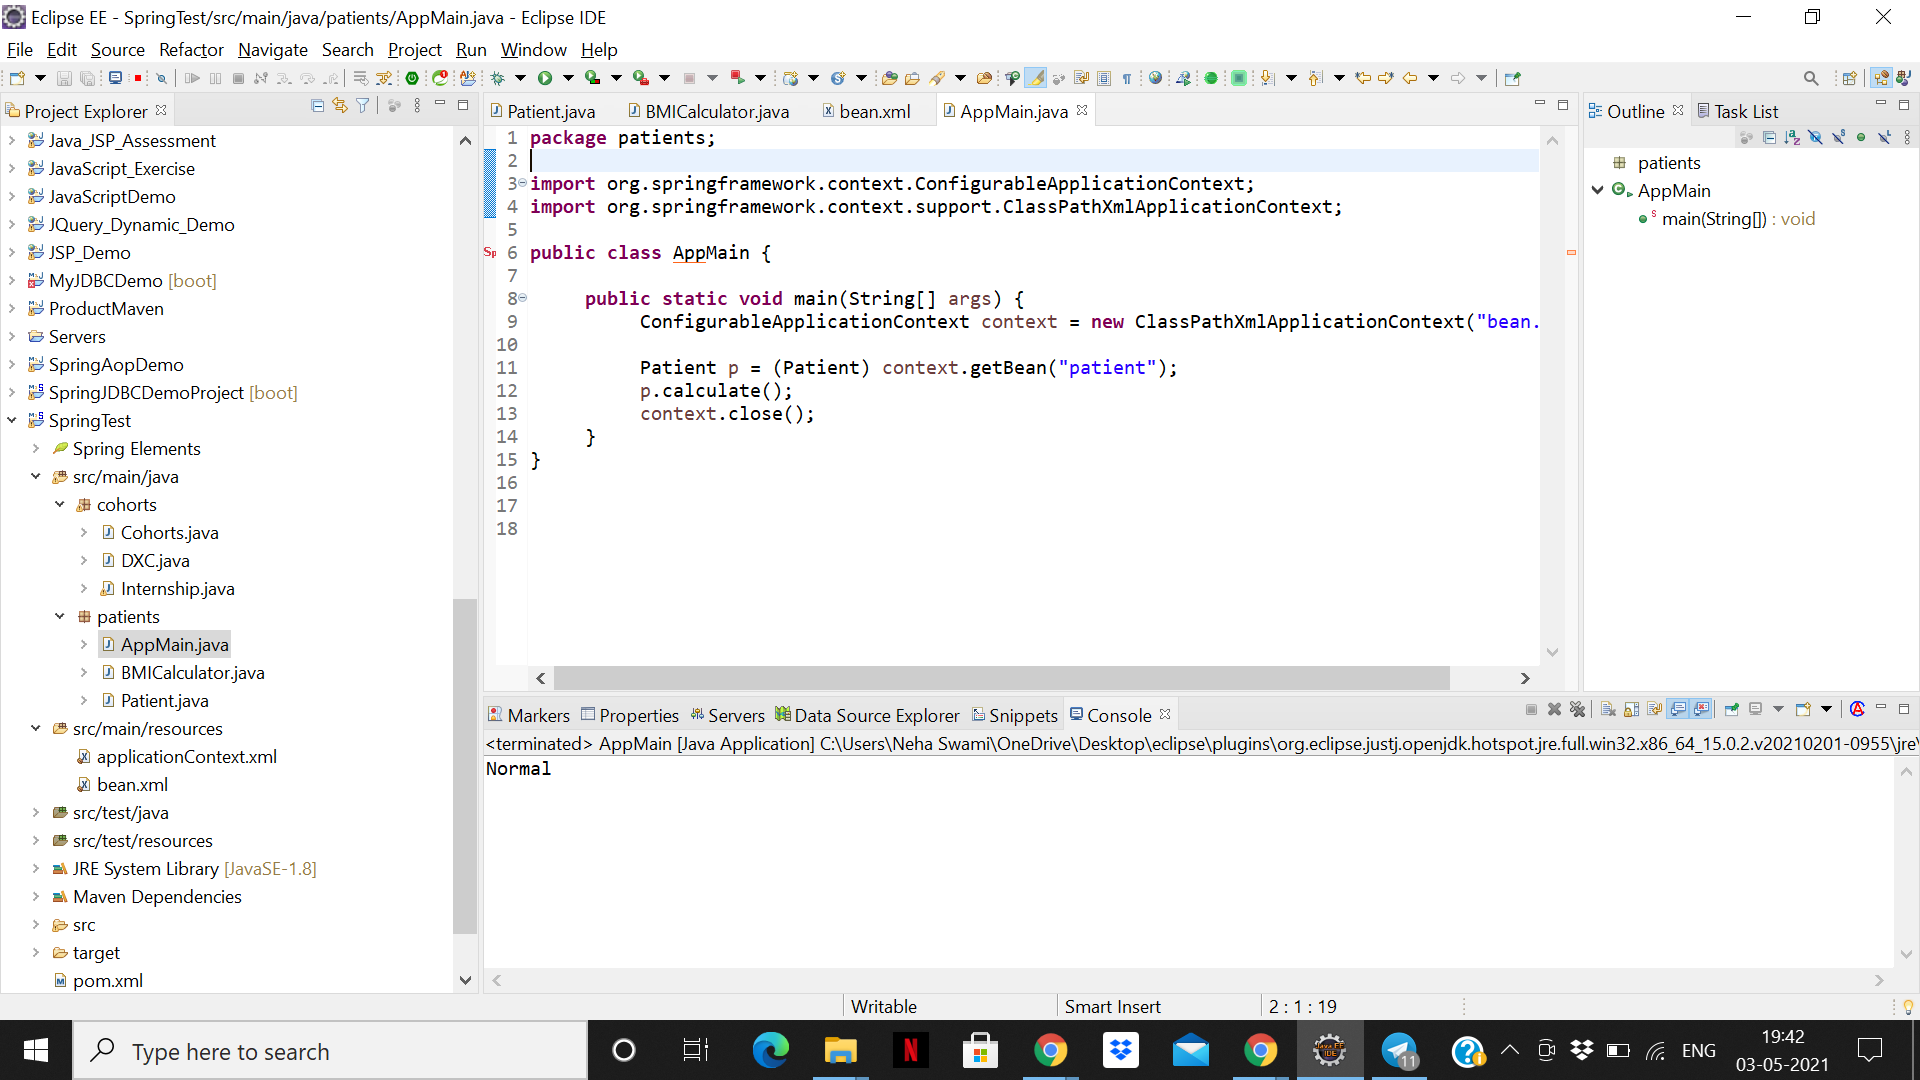 Eclipse EE - SpringTest/src/main/java/patients/AppMain.java - Eclipse IDE
File Edit Source Refactor Navigate Search Project Run Window Help
Project Explorer
Java_JSP_Assessment
JavaScript_Exercise
JavaScriptDemo
JQuery_Dynamic_Demo
JSP_Demo
MyJDBCDemo [boot]
ProductMaven
Servers
SpringAopDemo
SpringJDBCDemoProject [boot]
SpringTest
Spring Elements
src/main/java
cohorts
Cohorts.java
DXC.java
Internship.java
patients
AppMain.java
BMICalculator.java
Patient.java
src/main/resources
applicationContext.xml
bean.xml
src/test/java
src/test/resources
JRE System Library [JavaSE-1.8]
Maven Dependencies
src
target
pom.xml
Patient.java BMICalculator.java bean.xml AppMain.java
1 package patients;
2
3 import org.springframework.context.ConfigurableApplicationContext;
4 import org.springframework.context.support.ClassPathXmlApplicationContext;
5
6 public class AppMain {
7
8 public static void main(String[] args) {
9 ConfigurableApplicationContext context = new ClassPathXmlApplicationContext("bean.
10
11 Patient p = (Patient) context.getBean("patient");
12 p.calculate();
13 context.close();
14 }
15 }
16
17
18
Outline Task List
patients
AppMain
main(String[]) : void
Markers Properties Servers Data Source Explorer Snippets Console
<terminated> AppMain [Java Application] C:\Users\Neha Swami\OneDrive\Desktop\eclipse\plugins\org.eclipse.justj.openjdk.hotspot.jre.full.win32.x86_64_15.0.2.v20210201-0955\jre\
Normal
Writable Smart Insert 2 : 1 : 19
Type here to search
11
ENG
19:42
03-05-2021